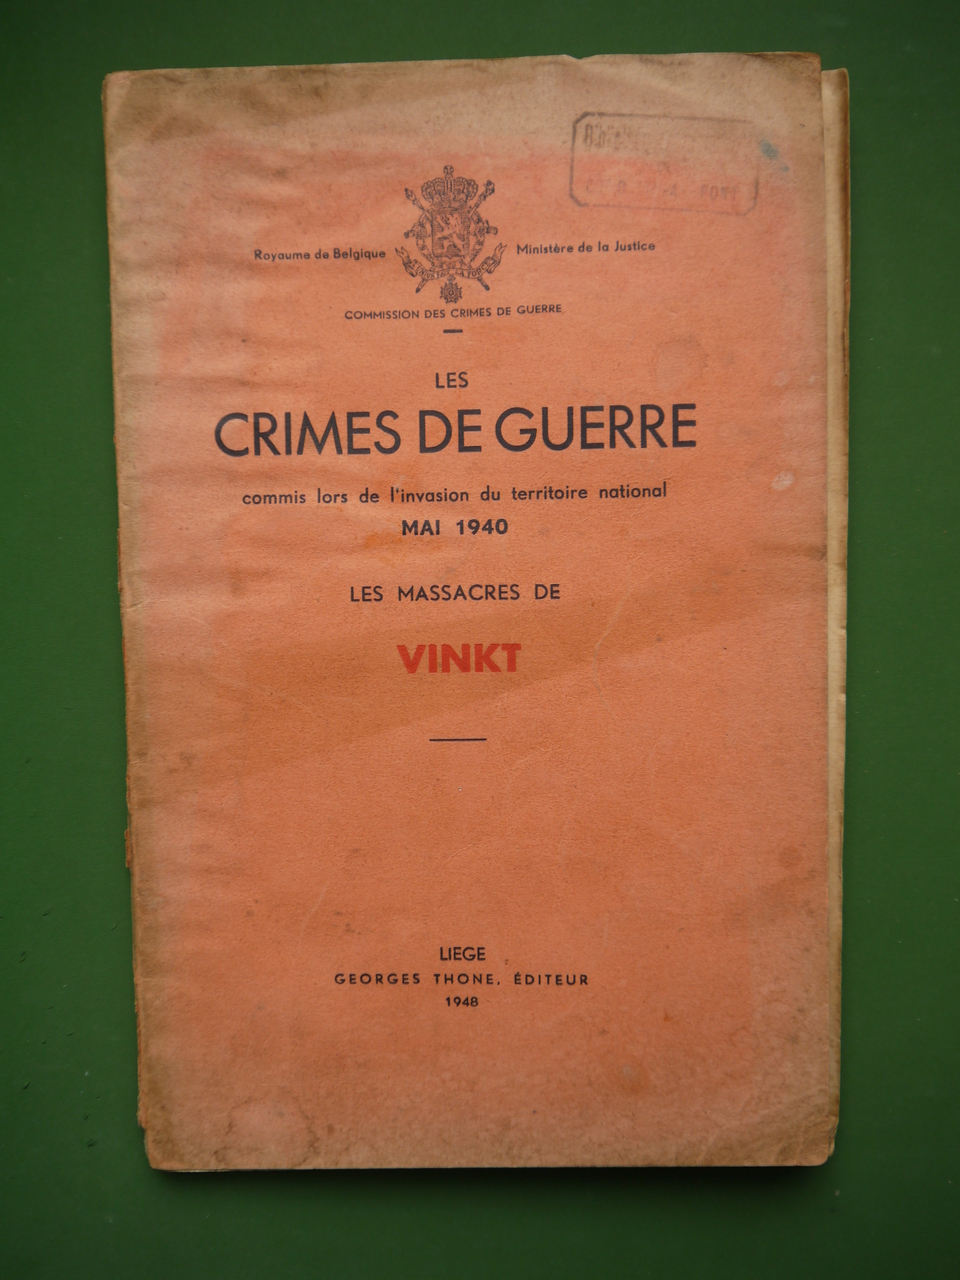 Royaume de Belgique
Ministère de la Justice
COMMISSION DES CRIMES DE GUERRE
LES
CRIMES DE GUERRE
commis lors de l'invasion du territoire national
MAI 1940
LES MASSACRES DE
VINKT
LIEGE
GEORGES THONE, ÉDITEUR
1948